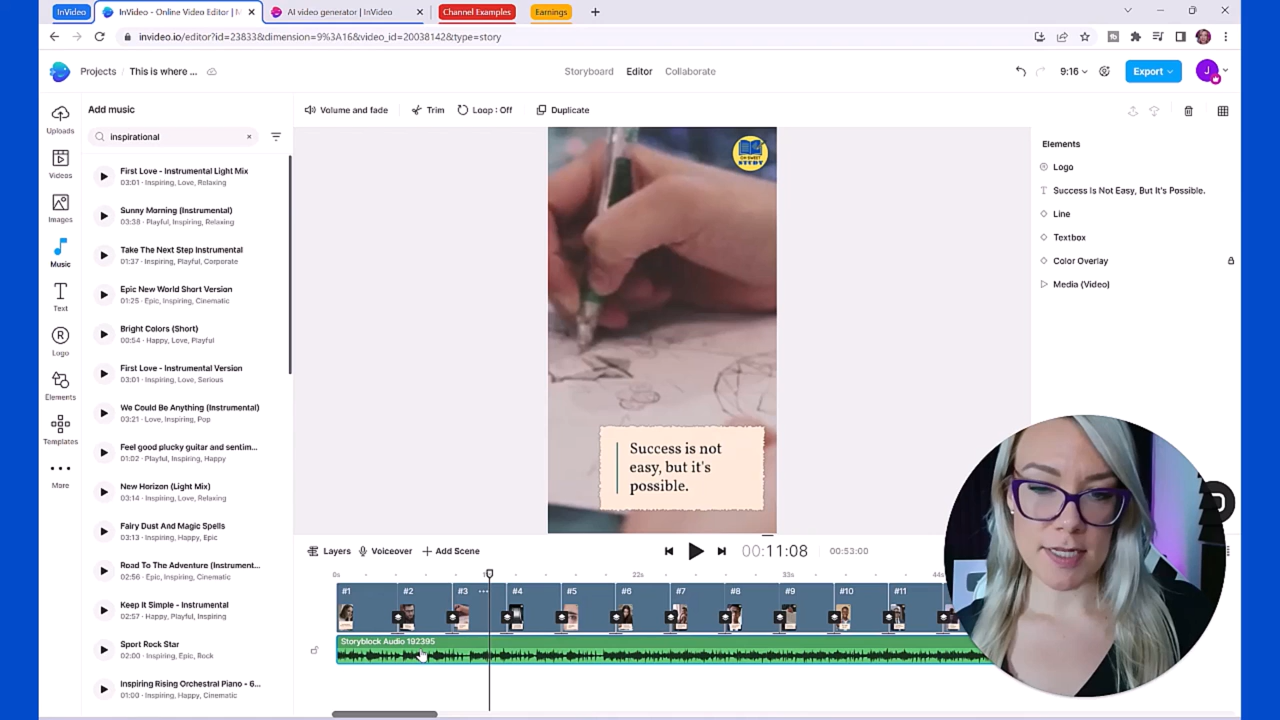 InVideo
InVideo - Online Video Editor | M
AI video generator | InVideo
Channel Examples
Earnings
invideo.io/editor?id=23833&dimension=9%3A16&video_id=20038142&type=story
Projects / This is where ...
Storyboard
Editor
Collaborate
9:16
Export
J
Uploads
Videos
Images
Music
Text
Logo
Elements
Templates
More
Add music
inspirational
First Love - Instrumental Light Mix
03:01 · Inspiring, Love, Relaxing
Sunny Morning (Instrumental)
03:38 · Playful, Inspiring, Relaxing
Take The Next Step Instrumental
01:37 · Inspiring, Playful, Corporate
Epic New World Short Version
01:25 · Epic, Inspiring, Cinematic
Bright Colors (Short)
00:54 · Happy, Love, Playful
First Love - Instrumental Version
03:01 · Inspiring, Love, Serious
We Could Be Anything (Instrumental)
03:21 · Love, Inspiring, Pop
Feel good plucky guitar and sentim...
01:02 · Playful, Inspiring, Happy
New Horizon (Light Mix)
03:14 · Inspiring, Love, Relaxing
Fairy Dust And Magic Spells
03:13 · Inspiring, Happy, Epic
Road To The Adventure (Instrument...
02:56 · Epic, Inspiring, Cinematic
Keep It Simple - Instrumental
02:57 · Happy, Playful, Inspiring
Sport Rock Star
02:00 · Inspiring, Epic, Rock
Inspiring Rising Orchestral Piano - 6...
01:00 · Inspiring, Happy, Cinematic
Volume and fade
Trim
Loop : Off
Duplicate
OH SWEET
STUDY
Success is not
easy, but it's
possible.
Elements
Logo
Success Is Not Easy, But It's Possible.
Line
Textbox
Color Overlay
Media (Video)
Layers
Voiceover
Add Scene
00:11:08
00:53:00
0s
22s
33s
44s
#1
#2
#3
#4
#5
#6
#7
#8
#9
#10
#11
Storyblock Audio 192395